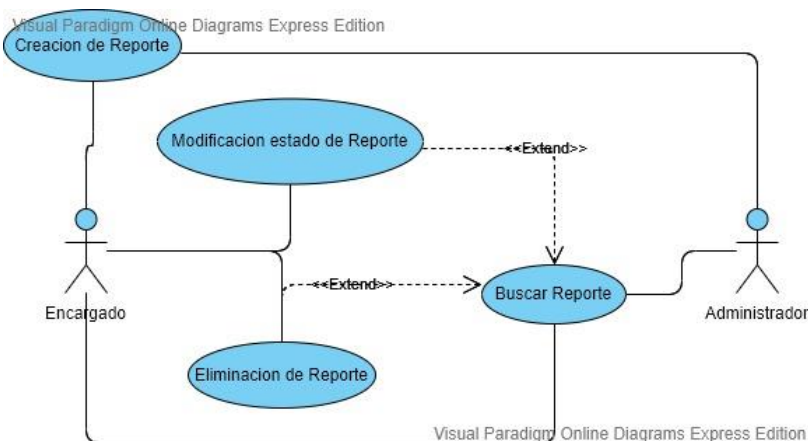 Visual Paradigm Online Diagrams Express Edition
Creacion de Reporte
Modificacion estado de Reporte
<<Extend>>
<<Extend>>
Buscar Reporte
Encargado
Administrador
Eliminacion de Reporte
Visual Paradigm Online Diagrams Express Edition